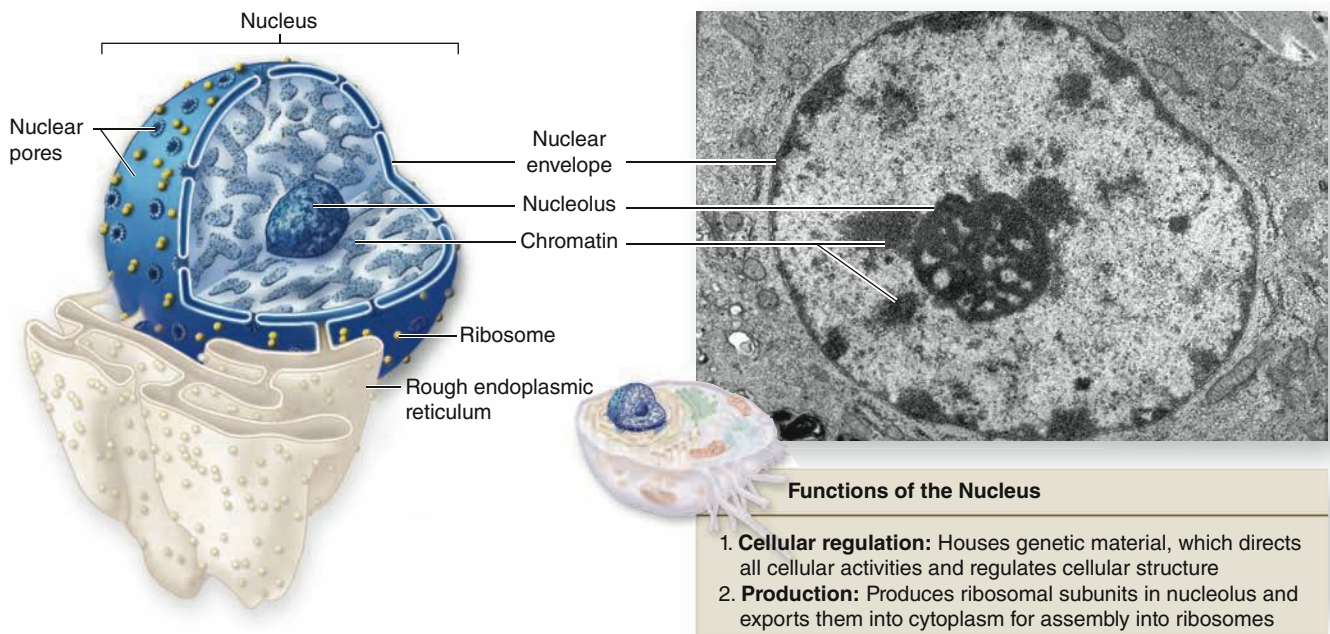 Nucleus
Nuclear
pores
Nuclear
envelope
Nucleolus
Chromatin
Ribosome
Rough endoplasmic
reticulum
Functions of the Nucleus
1. Cellular regulation: Houses genetic material, which directs
all cellular activities and regulates cellular structure
2. Production: Produces ribosomal subunits in nucleolus and
exports them into cytoplasm for assembly into ribosomes